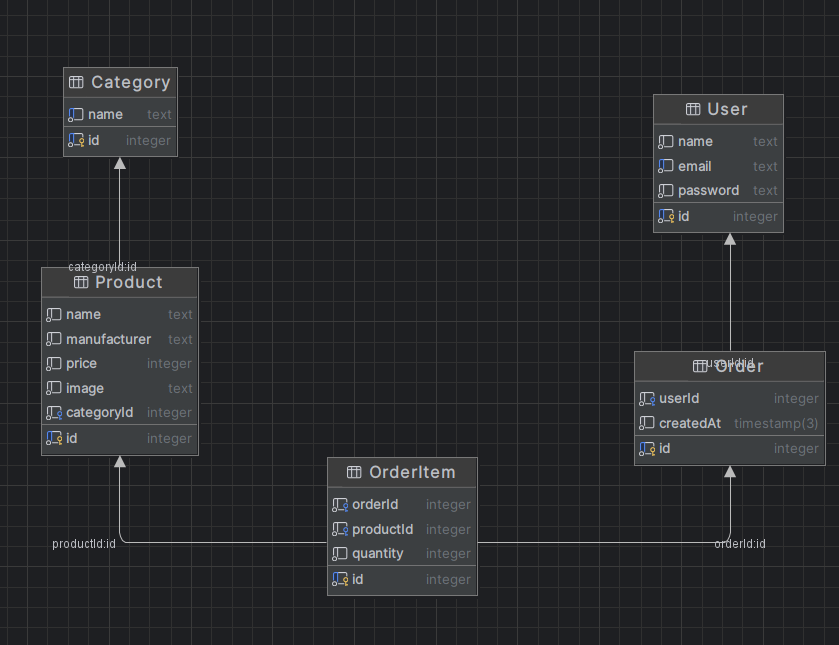 Category
name text
id integer
categoryId:id
Product
name text
manufacturer text
price integer
image text
categoryId integer
id integer
productId:id
User
name text
email text
password text
id integer
userId:id
Order
userId integer
createdAt timestamp(3)
id integer
orderId:id
OrderItem
orderId integer
productId integer
quantity integer
id integer